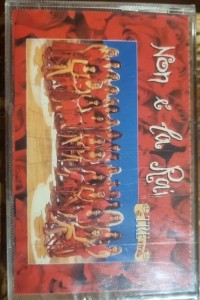 Non è la Rai